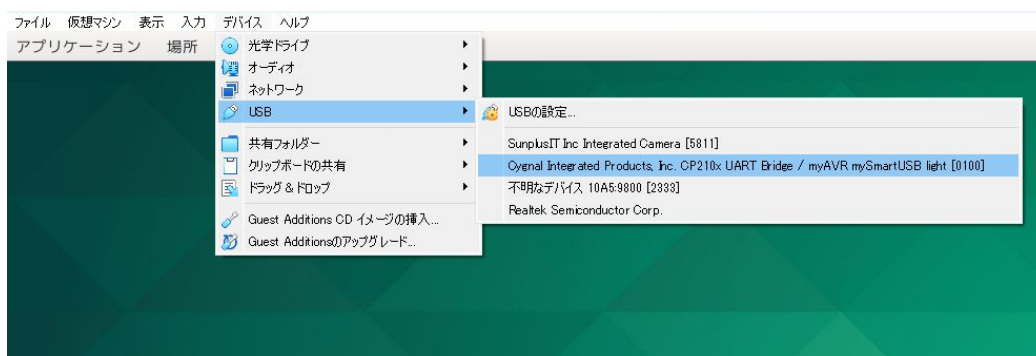 ファイル 仮想マシン 表示 入力 デバイス ヘルプ
アプリケーション 場所
光学ドライブ
オーディオ
ネットワーク
USB
共有フォルダー
クリップボードの共有
ドラッグ & ドロップ
Guest Additions CD イメージの挿入...
Guest Additionsのアップグレード...
USBの設定...
SunplusIT Inc Integrated Camera [5811]
Cygnal Integrated Products, Inc. CP210x UART Bridge / myAVR mySmartUSB light [0100]
不明なデバイス 10A5:9800 [2333]
Realtek Semiconductor Corp.